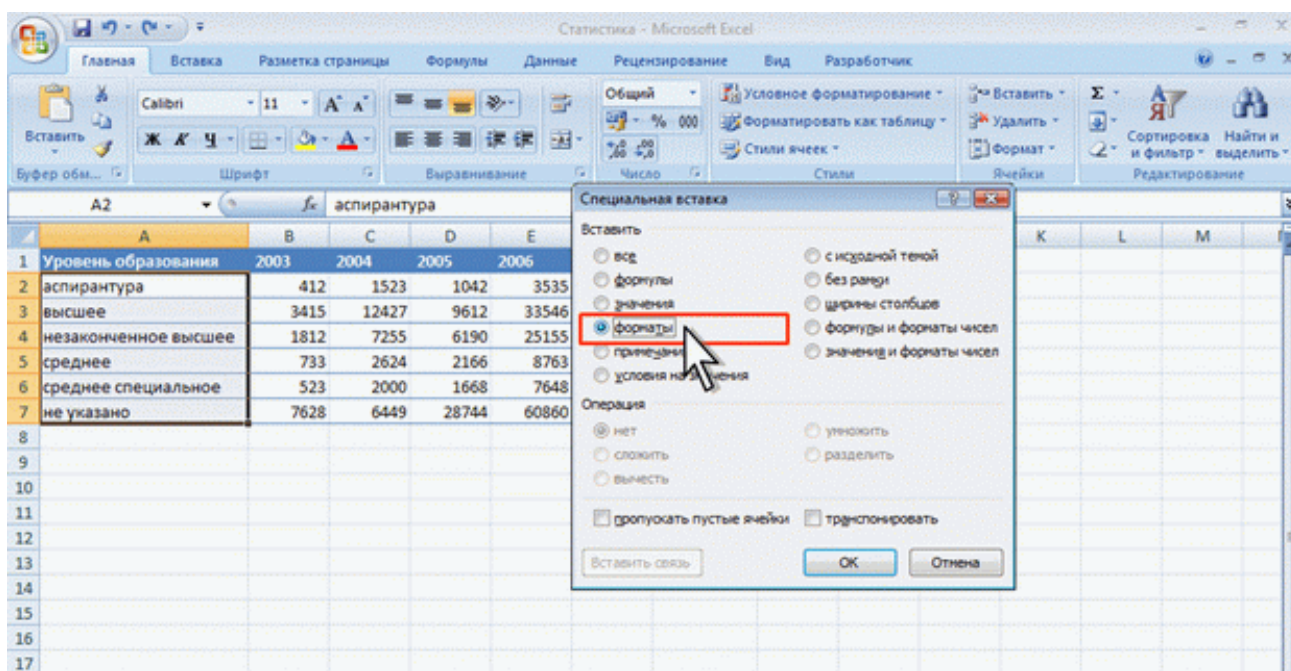 Статистика - Microsoft Excel
Главная Вставка Разметка страницы Формулы Данные Рецензирование Вид Разработчик
Calibri 11 Общий Условное форматирование Вставить Σ
Вставить Ж К Ч % 000 Форматировать как таблицу Удалить Сортировка и фильтр Найти и выделить
Стили ячеек Формат
Буфер обм... Шрифт Выравнивание Число Стили Ячейки Редактирование
A2 fx аспирантура
A B C D E K L M
1 Уровень образования 2003 2004 2005 2006
2 аспирантура 412 1523 1042 3535
3 высшее 3415 12427 9612 33546
4 незаконченное высшее 1812 7255 6190 25155
5 среднее 733 2624 2166 8763
6 среднее специальное 523 2000 1668 7648
7 не указано 7628 6449 28744 60860
8
9
10
11
12
13
14
15
16
17
Специальная вставка
Вставить
все с исходной темой
формулы без рамки
значения ширины столбцов
форматы формулы и форматы чисел
значения и форматы чисел
условия на
Операция
нет умножить
сложить разделить
вычесть
пропускать пустые ячейки транспонировать
Вставить связь OK Отмена